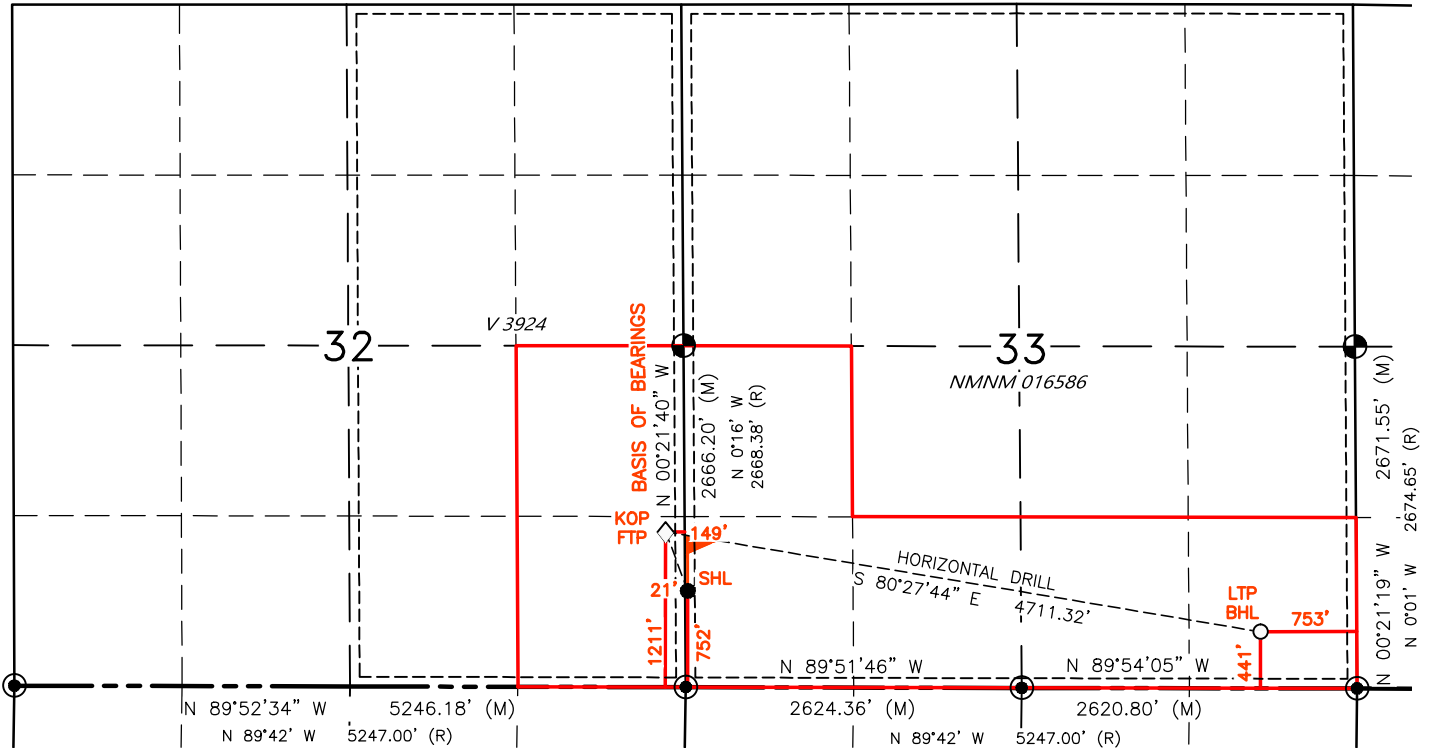 V 3924
32
33
NMNM 016586
BASIS OF BEARINGS
N 00°21'40" W
2666.20' (M)
N 0°16' W
2668.38' (R)
2671.55' (M)
2674.65' (R)
N 00°21'19" W
N 0°01' W
KOP
FTP
149'
SHL
21'
1211'
752'
HORIZONTAL DRILL
S 80°27'44" E 4711.32'
LTP
BHL
753'
441'
N 89°51'46" W
N 89°54'05" W
N 89°52'34" W 5246.18' (M)
2624.36' (M)
2620.80' (M)
N 89°42' W 5247.00' (R)
N 89°42' W 5247.00' (R)